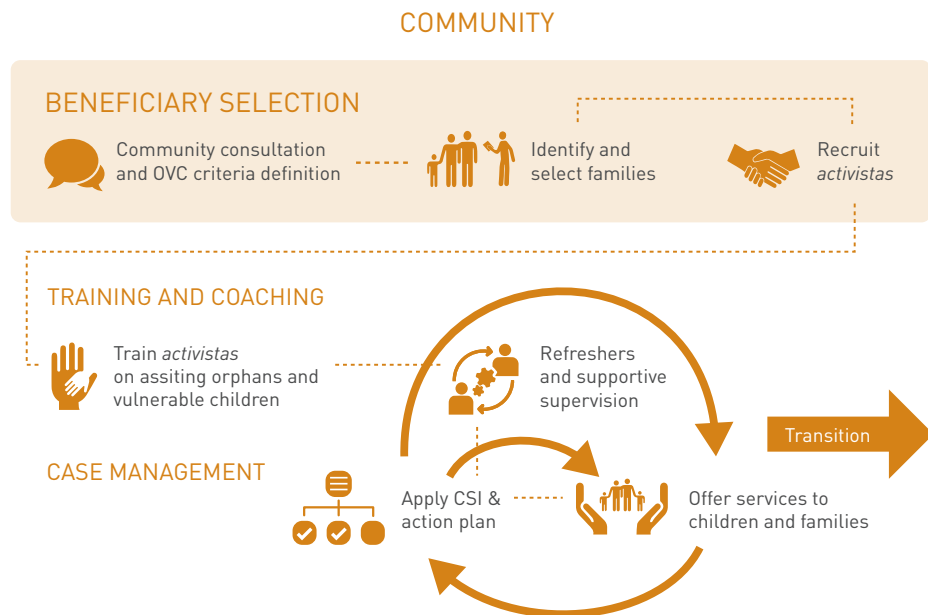 COMMUNITY
BENEFICIARY SELECTION
Community consultation
and OVC criteria definition
Identify and
select families
Recruit
activistas
TRAINING AND COACHING
Train activistas
on assiting orphans and
vulnerable children
Refreshers
and supportive
supervision
Transition
CASE MANAGEMENT
Apply CSI &
action plan
Offer services to
children and families